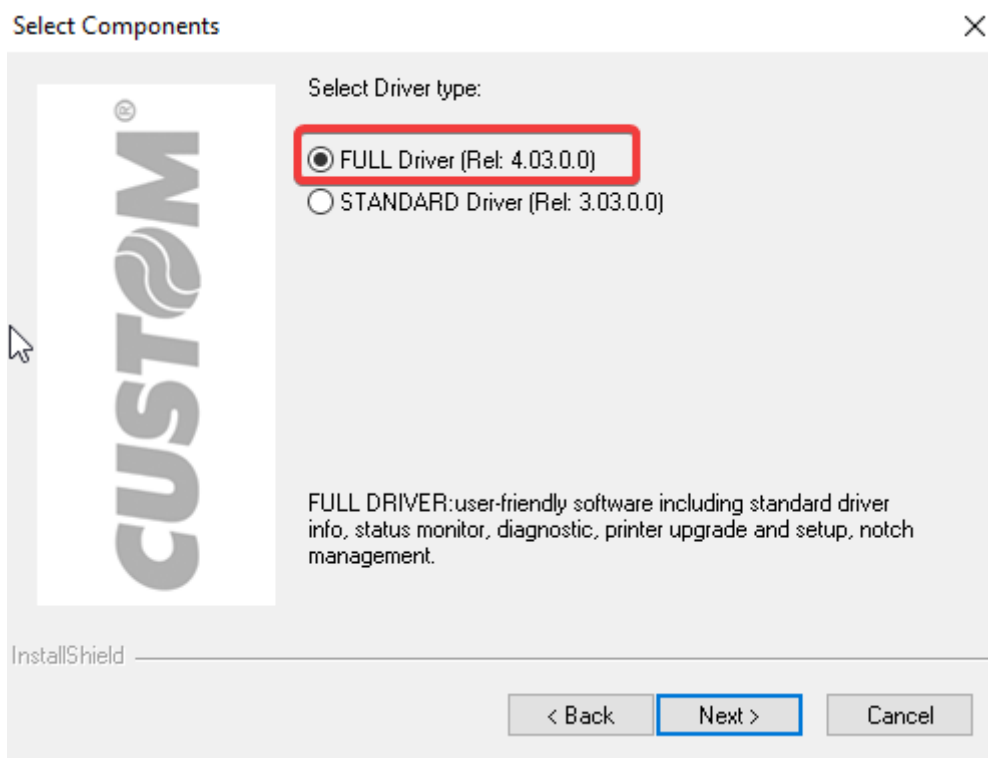 Select Components
Select Driver type:
FULL Driver (Rel: 4.03.0.0)
STANDARD Driver (Rel: 3.03.0.0)
CUSTOM®
FULL DRIVER:user-friendly software including standard driver
info, status monitor, diagnostic, printer upgrade and setup, notch
management.
InstallShield
< Back
Next >
Cancel